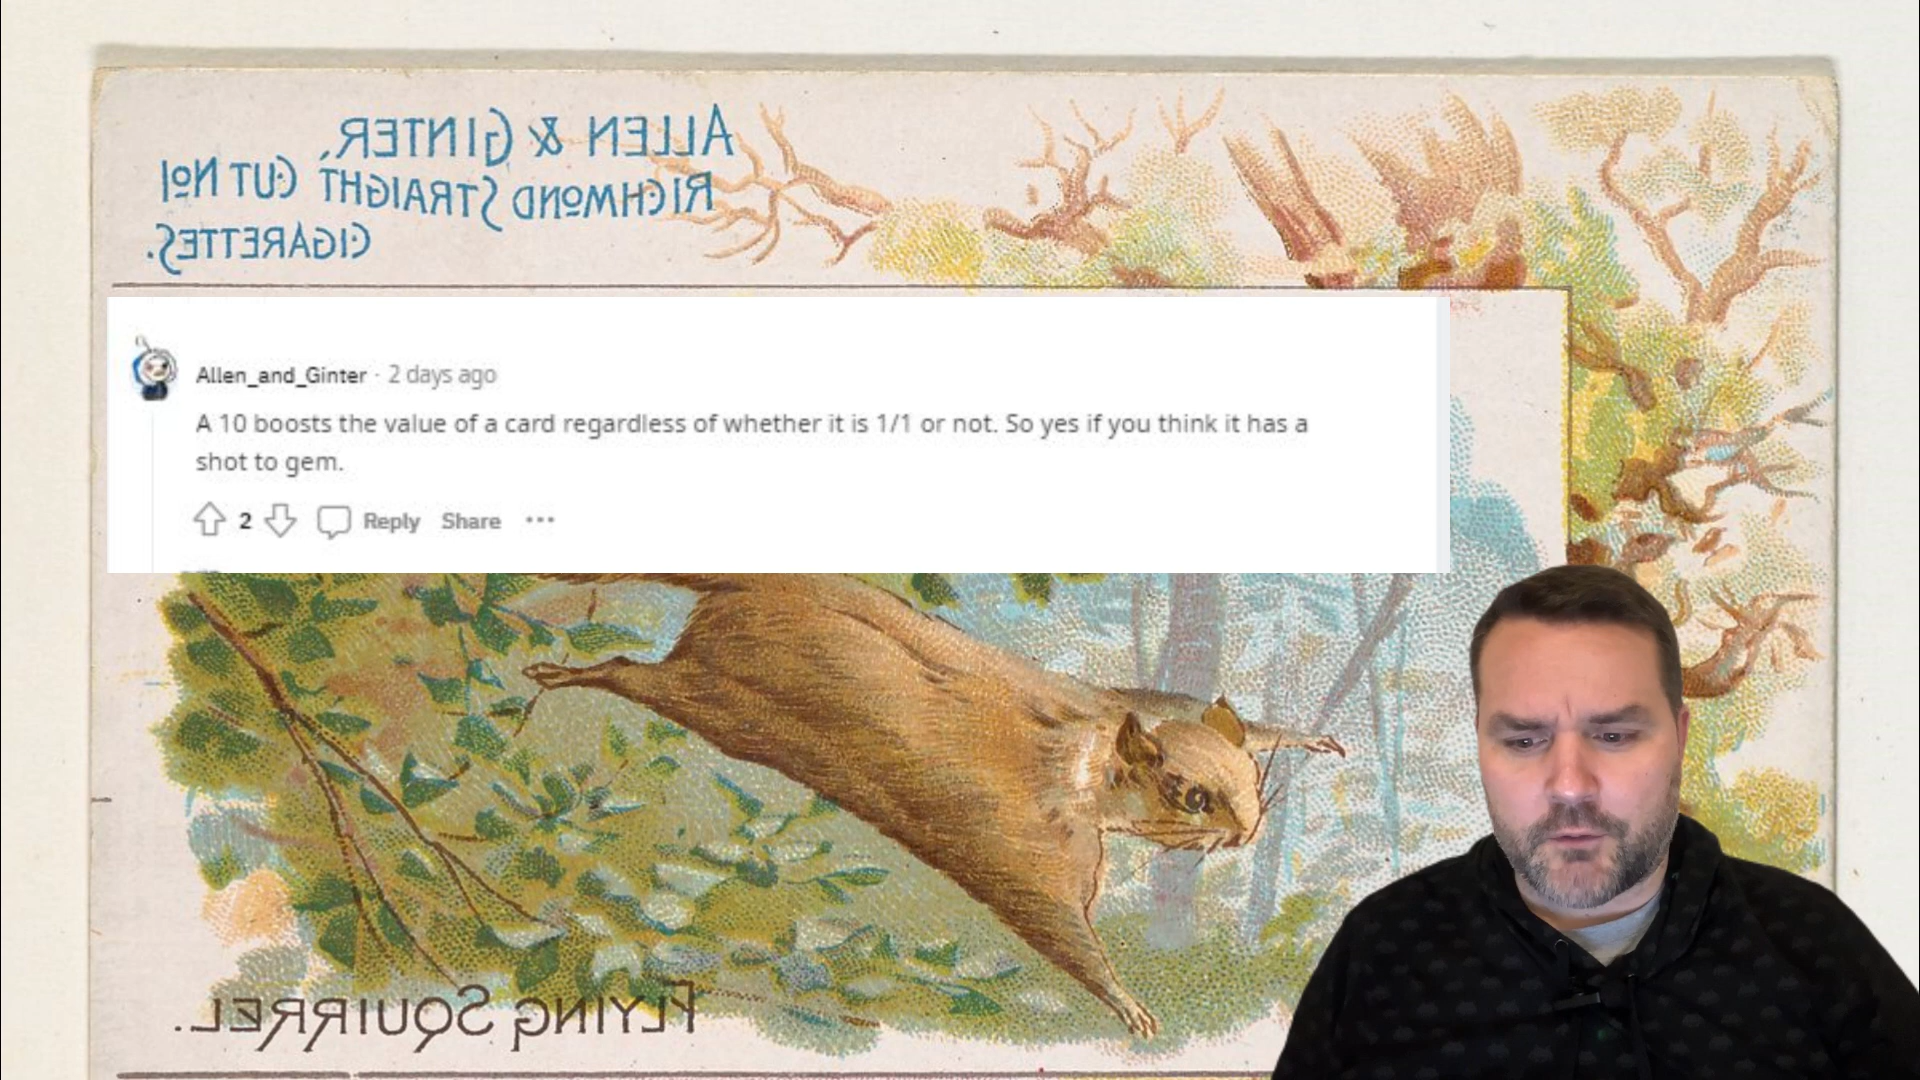 ALLEN & GINTER,
RICHMOND STRAIGHT CUT No1
CIGARETTES.
Allen_and_Ginter · 2 days ago
A 10 boosts the value of a card regardless of whether it is 1/1 or not. So yes if you think it has a
shot to gem.
2 Reply Share ...
FLYING SQUIRREL.